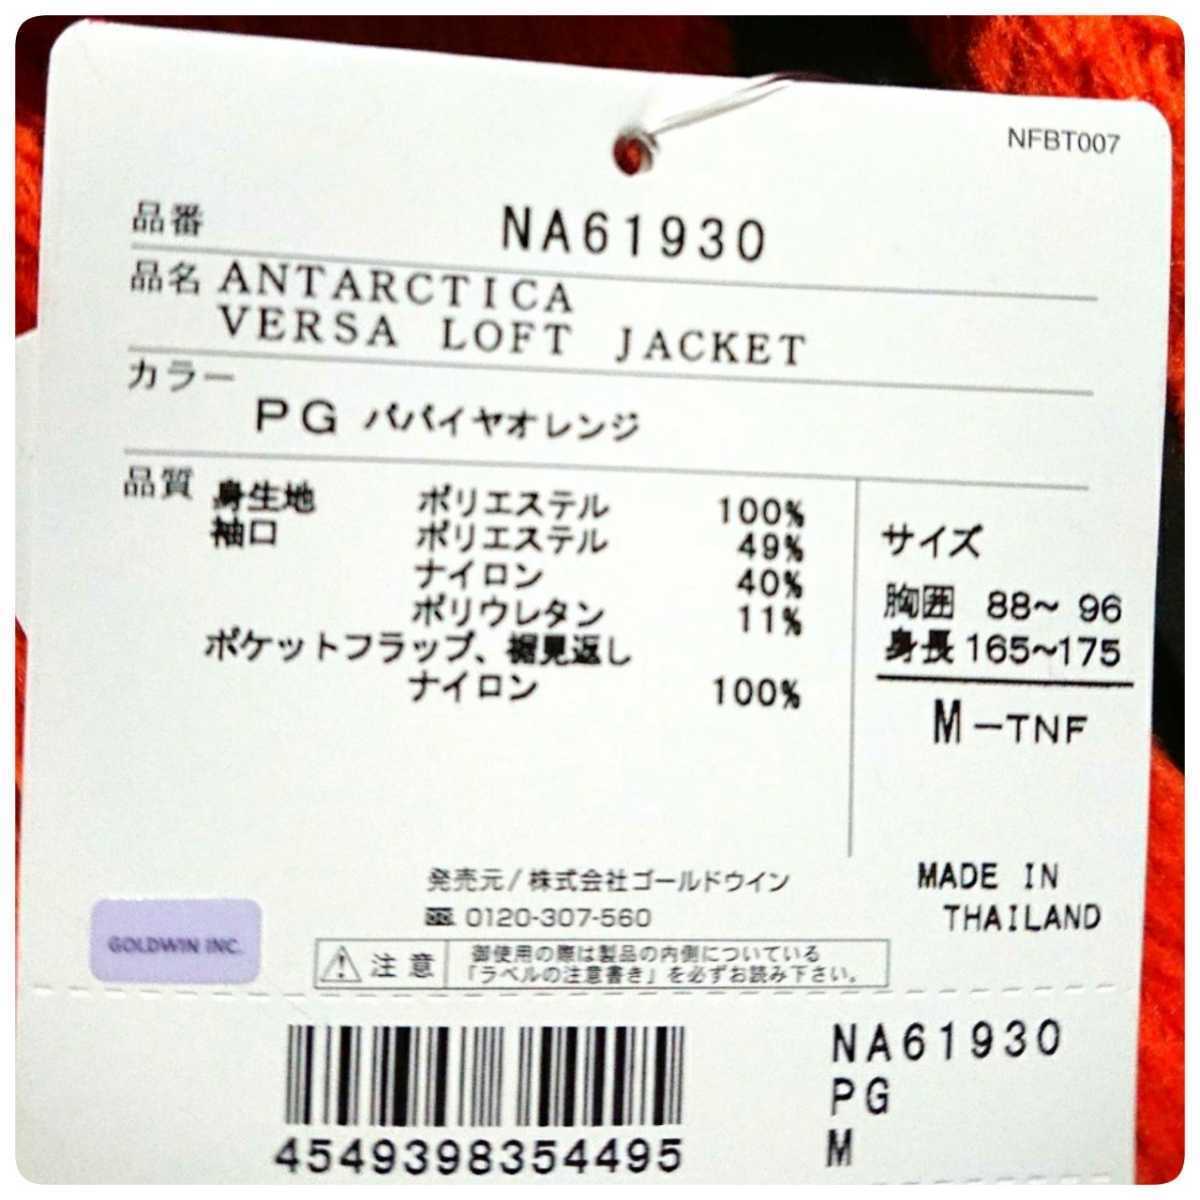 NFBT007
品番 NA61930
品名 ANTARCTICA
VERSA LOFT JACKET
カラー
PG パパイヤオレンジ
品質 身生地 ポリエステル 100%
袖口 ポリエステル 49%
ナイロン 40%
ポリウレタン 11%
ポケットフラップ、裾見返し
ナイロン 100%
サイズ
胸囲 88~ 96
身長 165~175
M-TNF
MADE IN
THAILAND
発売元/株式会社ゴールドウイン
0120-307-560
GOLDWIN INC.
注意 御使用の際は製品の内側についている
「ラベルの注意書き」を必ずお読み下さい。
4549398354495
NA61930
PG
M